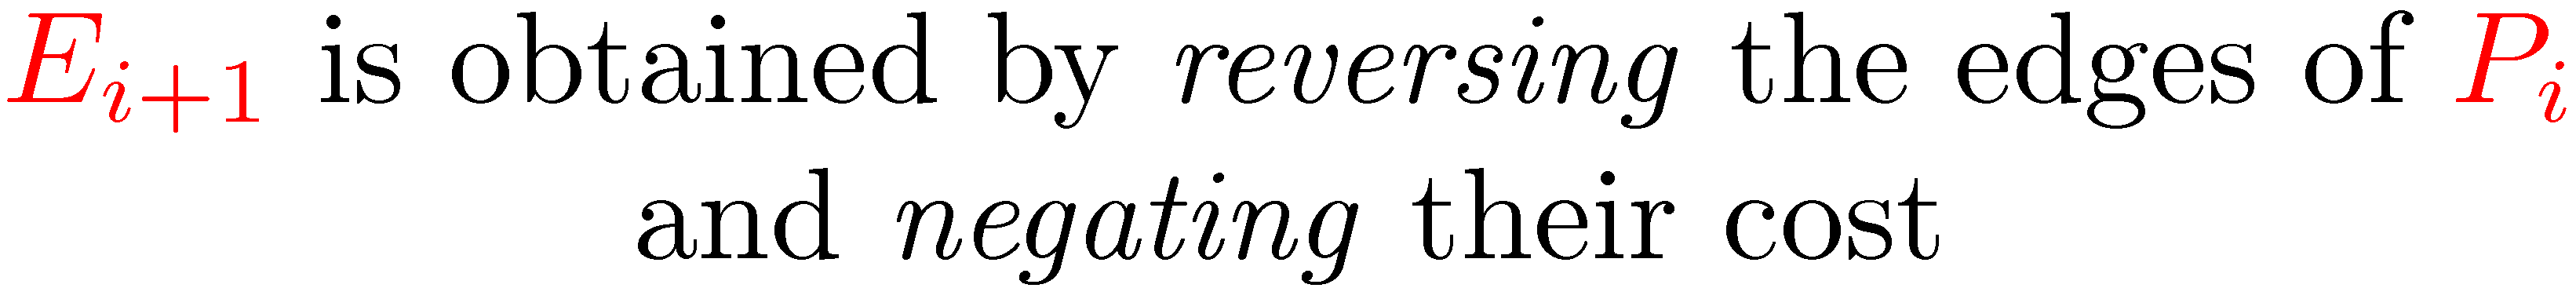 E_{i+1} is obtained by reversing the edges of P_i
and negating their cost